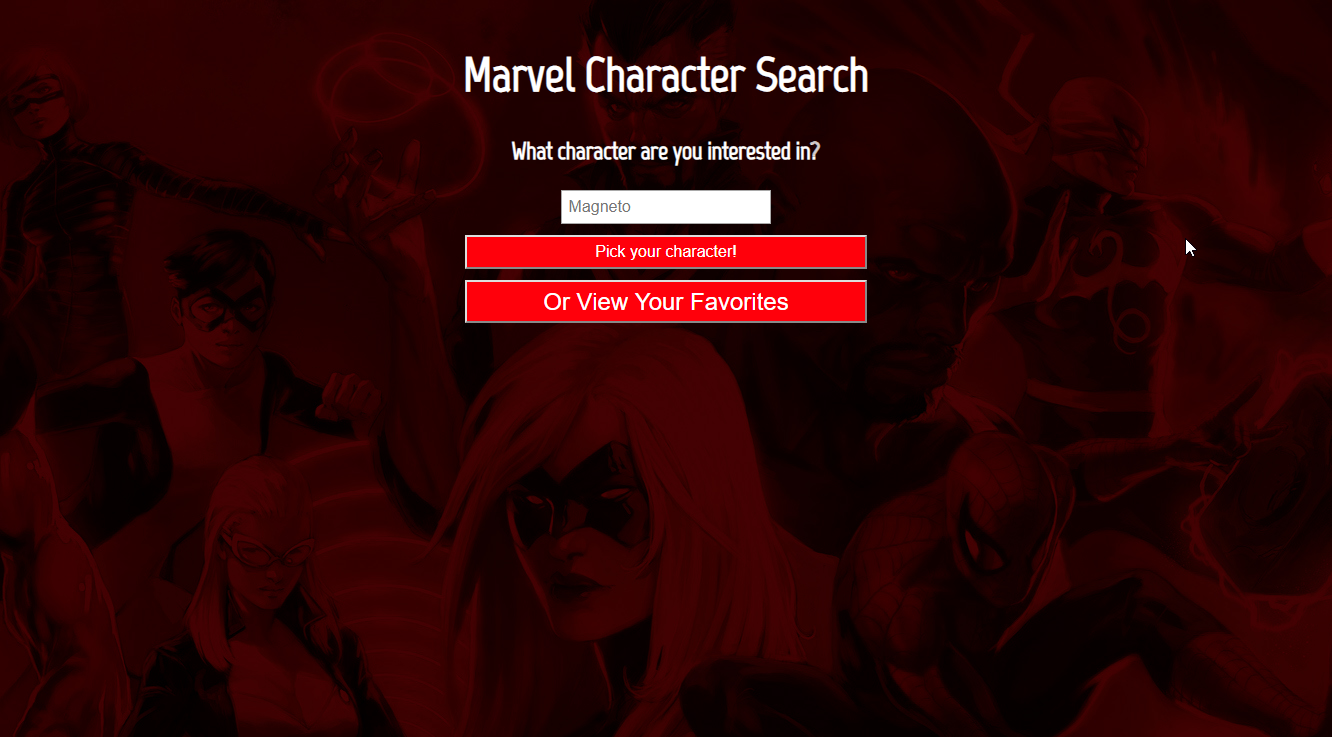 Marvel Character Search
What character are you interested in?
Magneto
Pick your character!
Or View Your Favorites